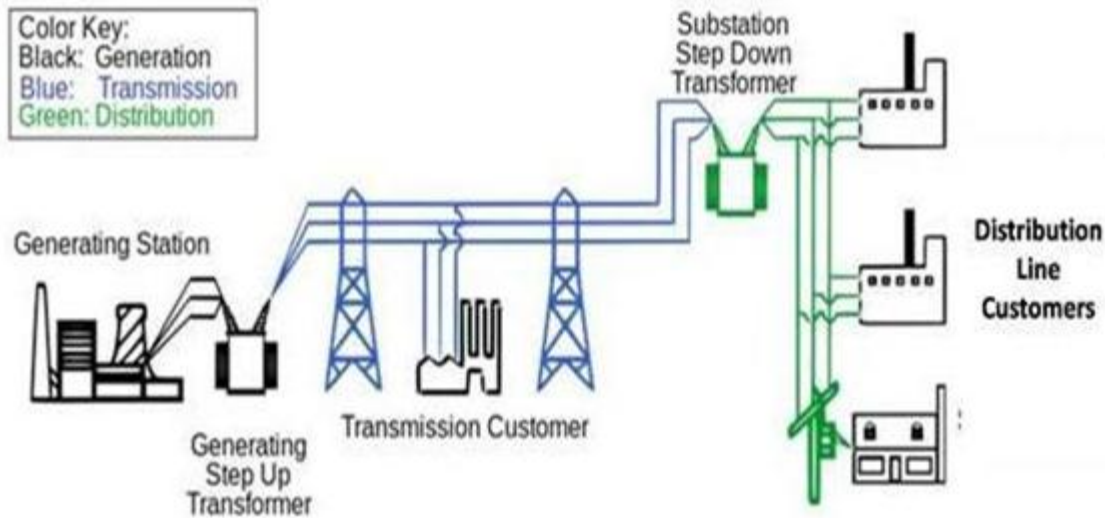 Color Key:
Black: Generation
Blue: Transmission
Green: Distribution
Substation
Step Down
Transformer
Generating Station
Distribution
Line
Customers
Transmission Customer
Generating
Step Up
Transformer